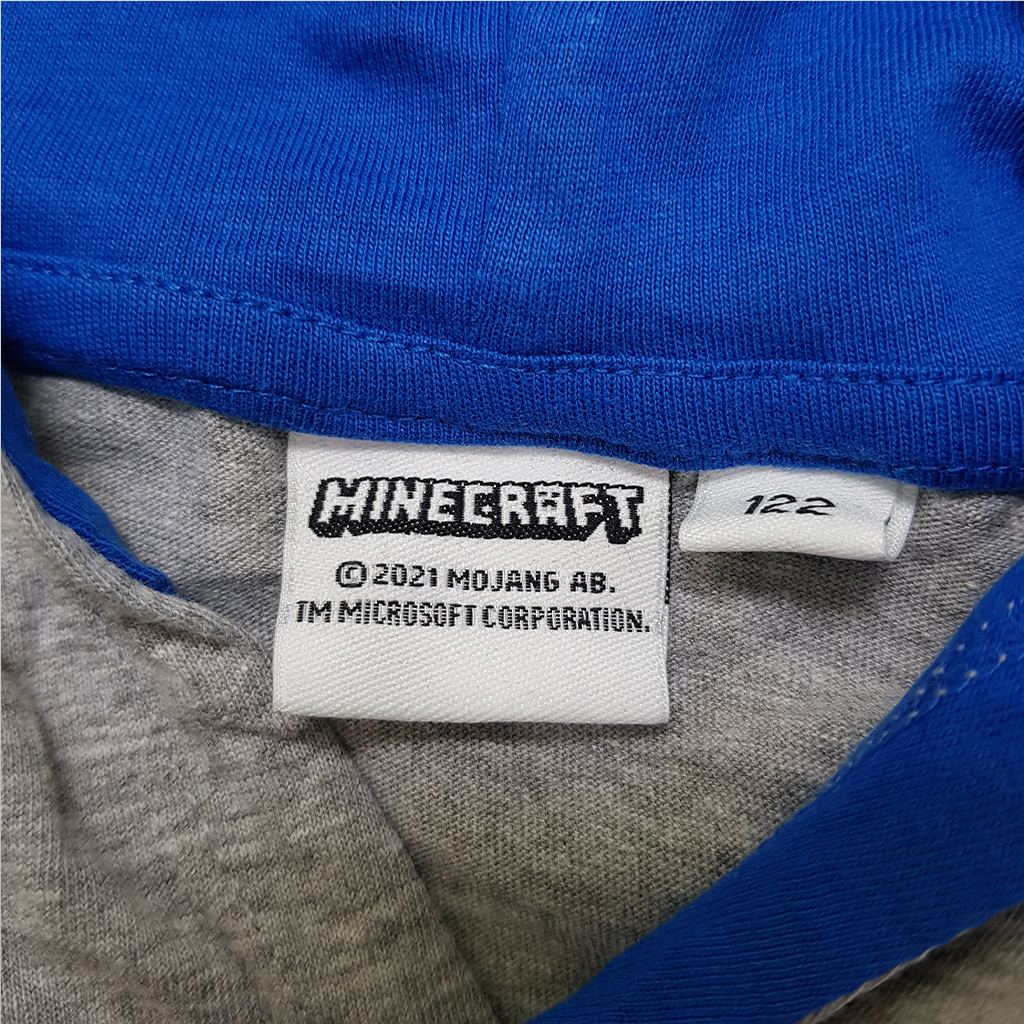 MINECRAFT
© 2021 MOJANG AB.
TM MICROSOFT CORPORATION.
122